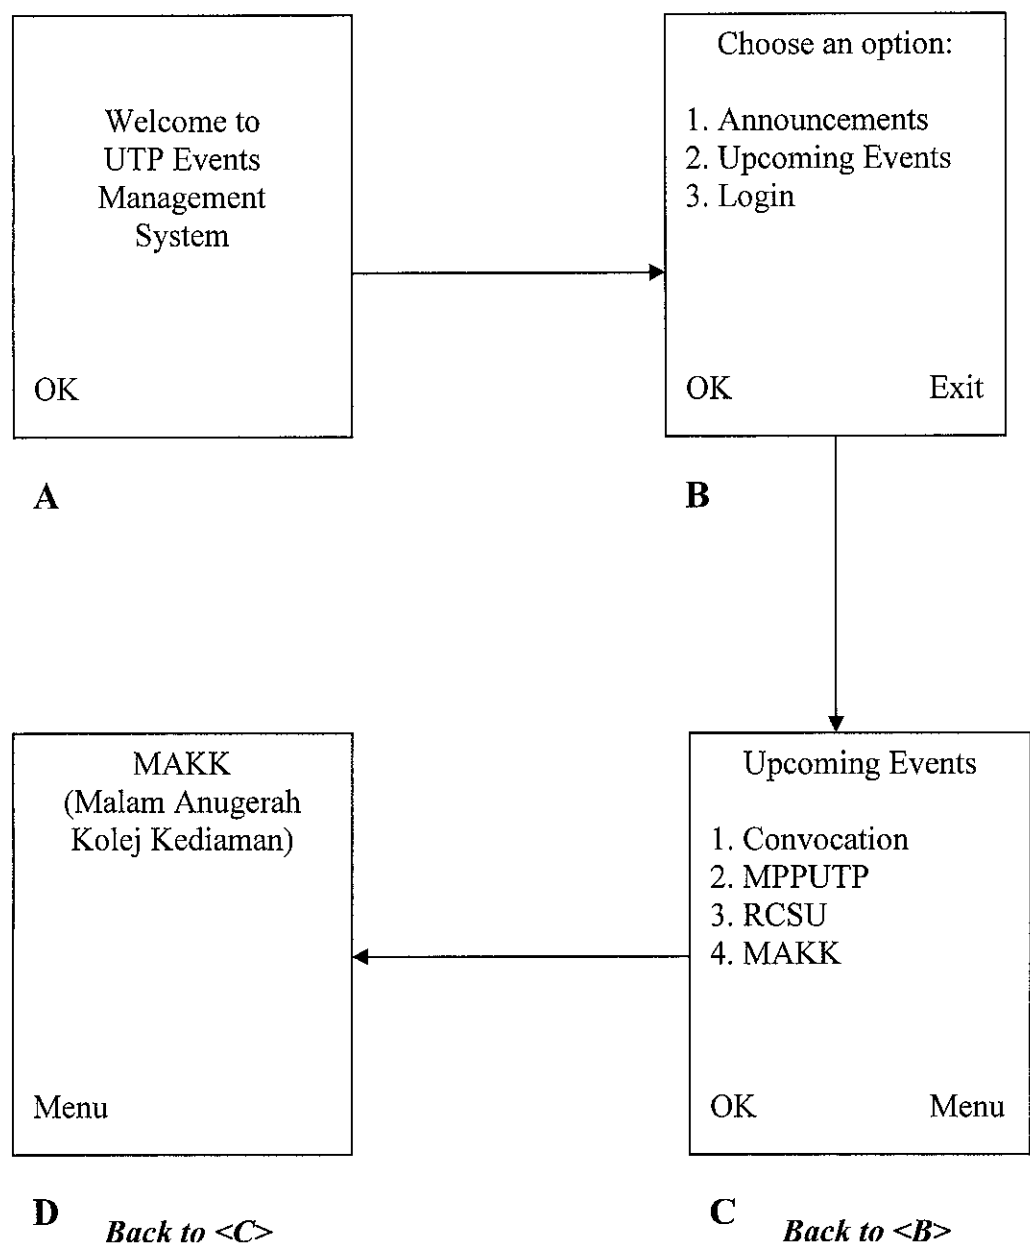 Welcome to
UTP Events
Management
System
OK
A
Choose an option:
1. Announcements
2. Upcoming Events
3. Login
OK Exit
B
MAKK
(Malam Anugerah
Kolej Kediaman)
Menu
D Back to <C>
Upcoming Events
1. Convocation
2. MPPUTP
3. RCSU
4. MAKK
OK Menu
C Back to <B>